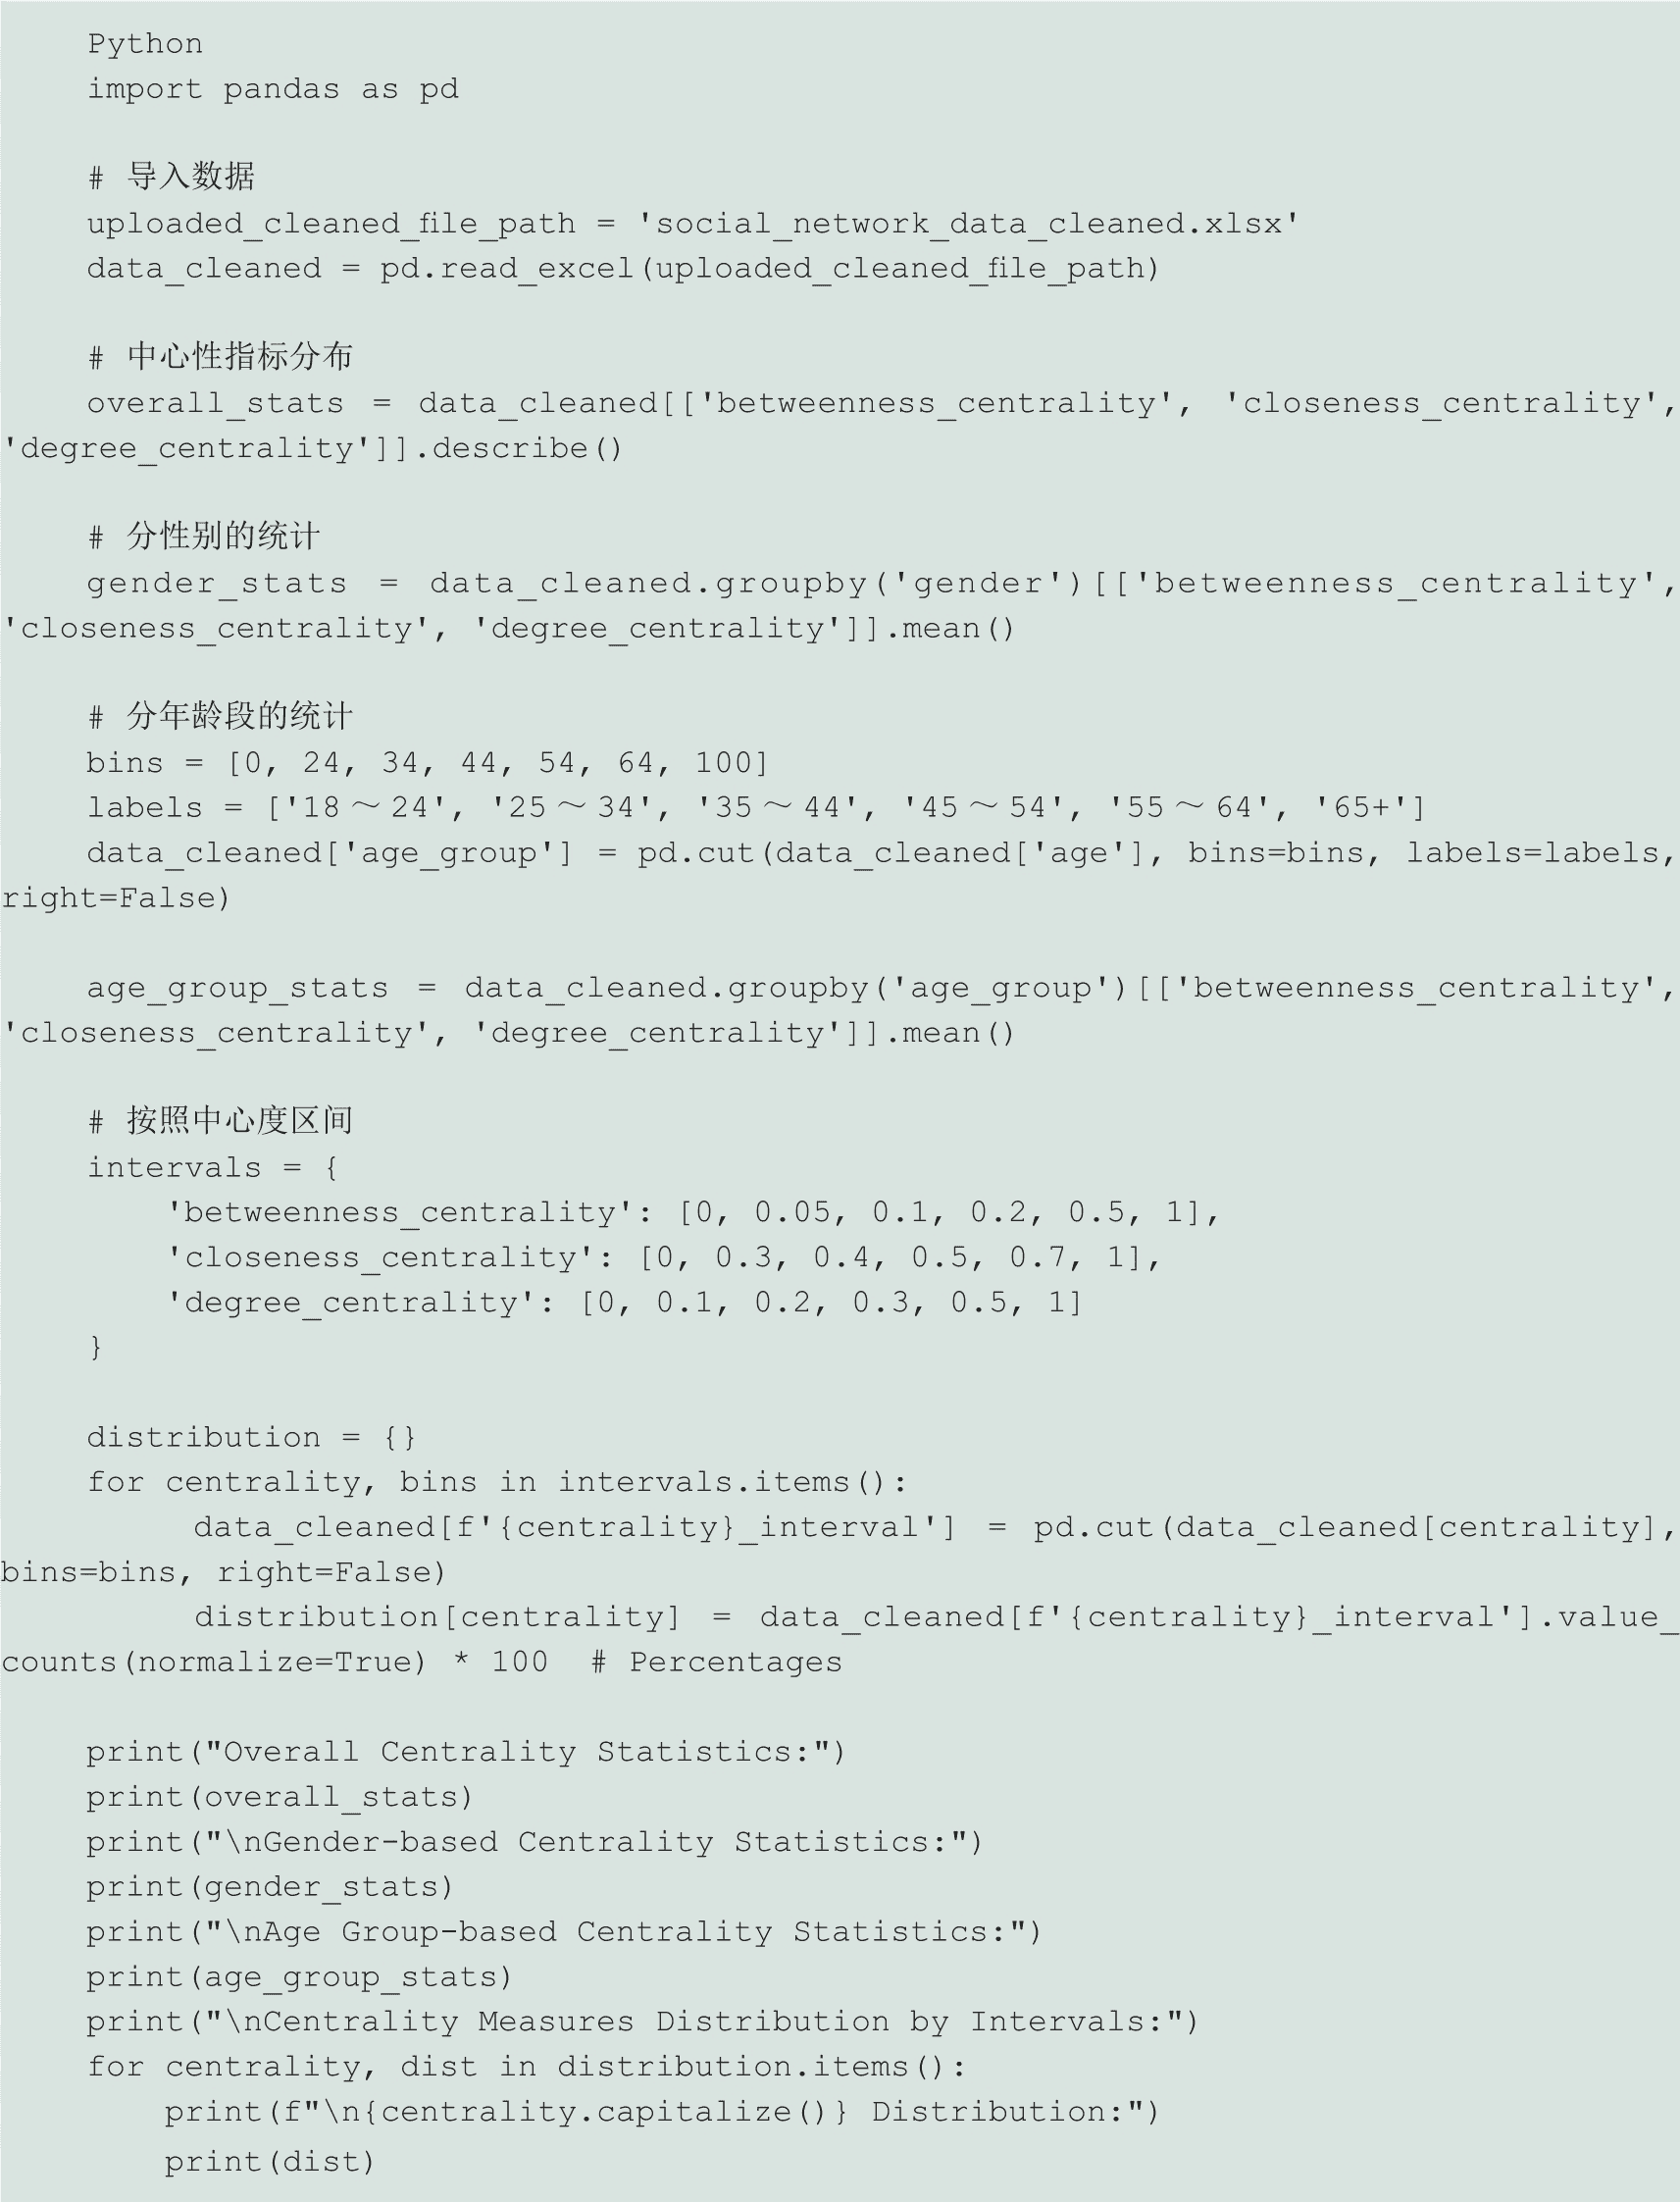 Python
import pandas as pd
# 导入数据
uploaded_cleaned_file_path = 'social_network_data_cleaned.xlsx'
data_cleaned = pd.read_excel(uploaded_cleaned_file_path)
# 中心性指标分布
overall_stats = data_cleaned[['betweenness_centrality', 'closeness_centrality',
'degree_centrality']].describe()
# 分性别的统计
gender_stats = data_cleaned.groupby('gender')[['betweenness_centrality',
'closeness_centrality', 'degree_centrality']].mean()
# 分年龄段的统计
bins = [0, 24, 34, 44, 54, 64, 100]
labels = ['18～24', '25～34', '35～44', '45～54', '55～64', '65+']
data_cleaned['age_group'] = pd.cut(data_cleaned['age'], bins=bins, labels=labels,
right=False)
age_group_stats = data_cleaned.groupby('age_group')[['betweenness_centrality',
'closeness_centrality', 'degree_centrality']].mean()
# 按照中心度区间
intervals = {
    'betweenness_centrality': [0, 0.05, 0.1, 0.2, 0.5, 1],
    'closeness_centrality': [0, 0.3, 0.4, 0.5, 0.7, 1],
    'degree_centrality': [0, 0.1, 0.2, 0.3, 0.5, 1]
}
distribution = {}
for centrality, bins in intervals.items():
    data_cleaned[f'{centrality}_interval'] = pd.cut(data_cleaned[centrality],
bins=bins, right=False)
    distribution[centrality] = data_cleaned[f'{centrality}_interval'].value_
counts(normalize=True) * 100  # Percentages
print("Overall Centrality Statistics:")
print(overall_stats)
print("\nGender-based Centrality Statistics:")
print(gender_stats)
print("\nAge Group-based Centrality Statistics:")
print(age_group_stats)
print("\nCentrality Measures Distribution by Intervals:")
for centrality, dist in distribution.items():
    print(f"\n{centrality.capitalize()} Distribution:")
    print(dist)